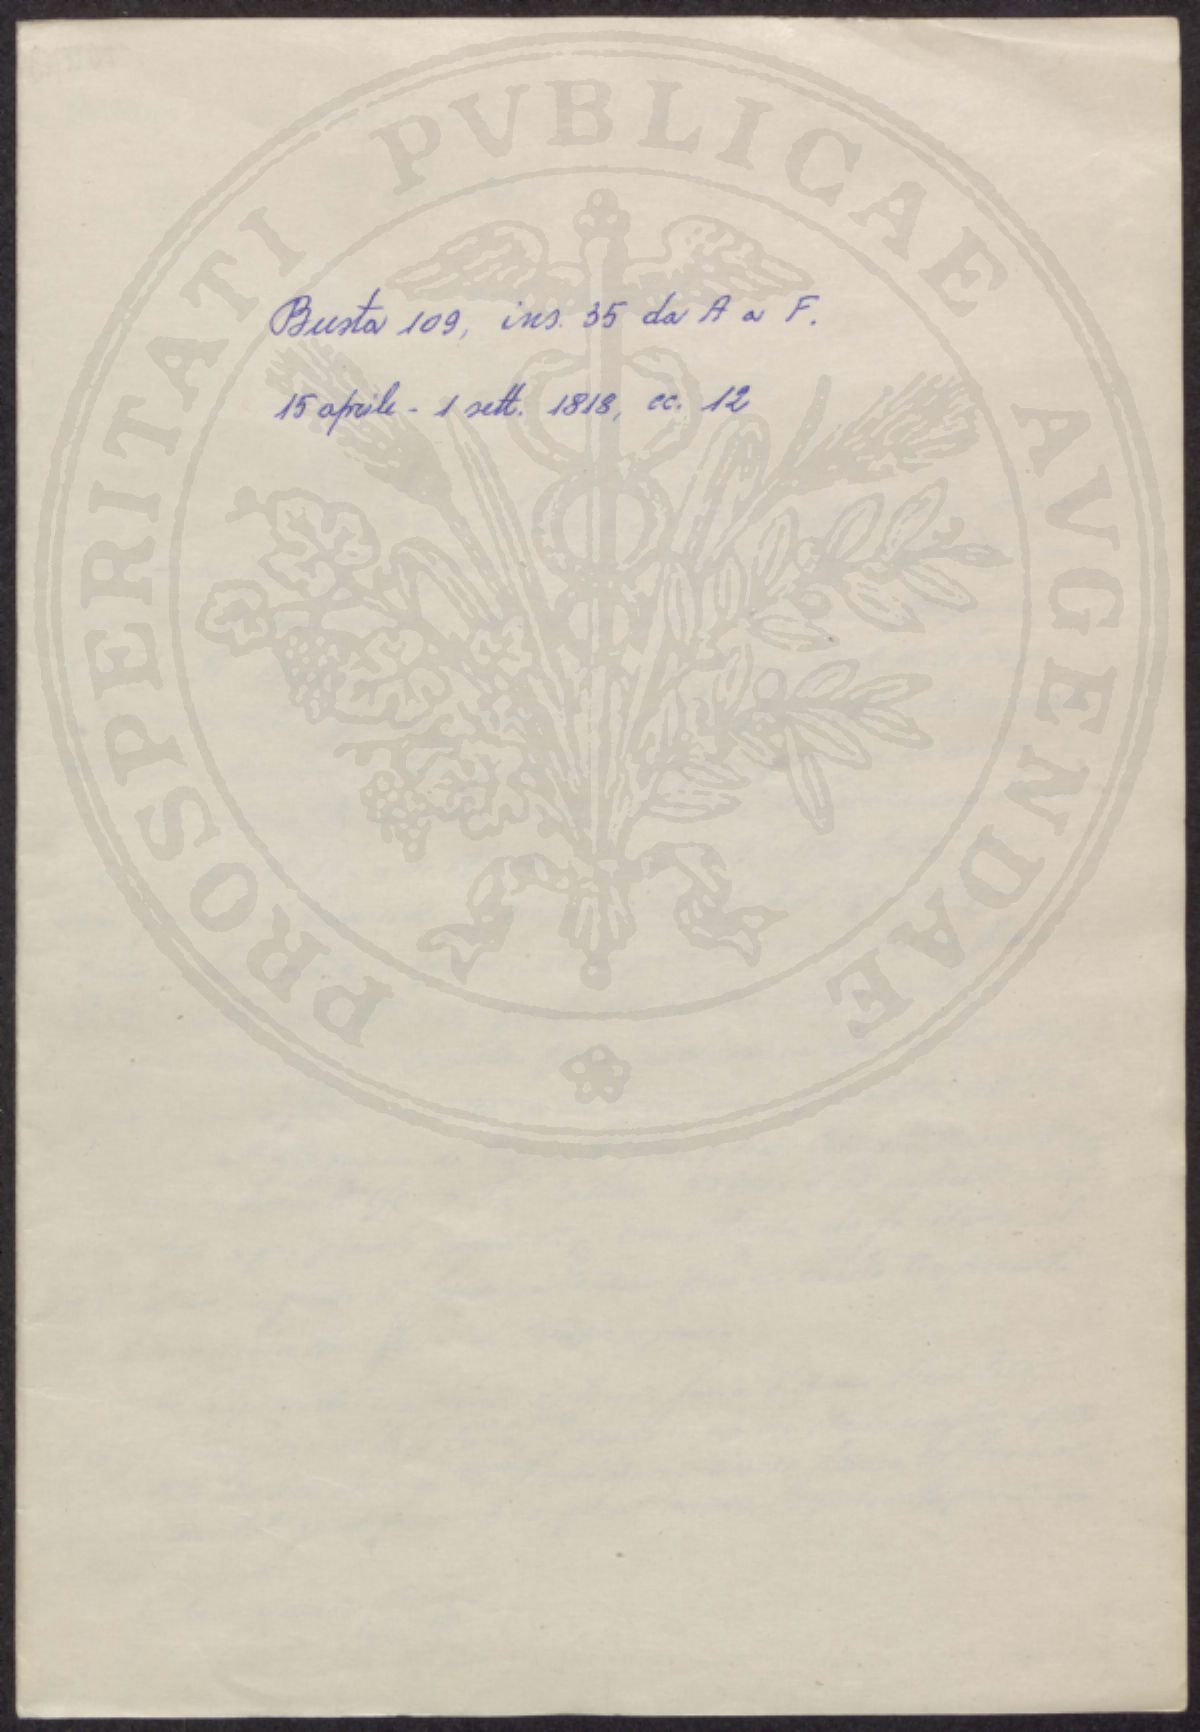 PROSPERITATI PVBLICAE AVGENDAE
Busta 109, ins. 35 da A a F.
15 aprile - 1 sett. 1818, cc. 12